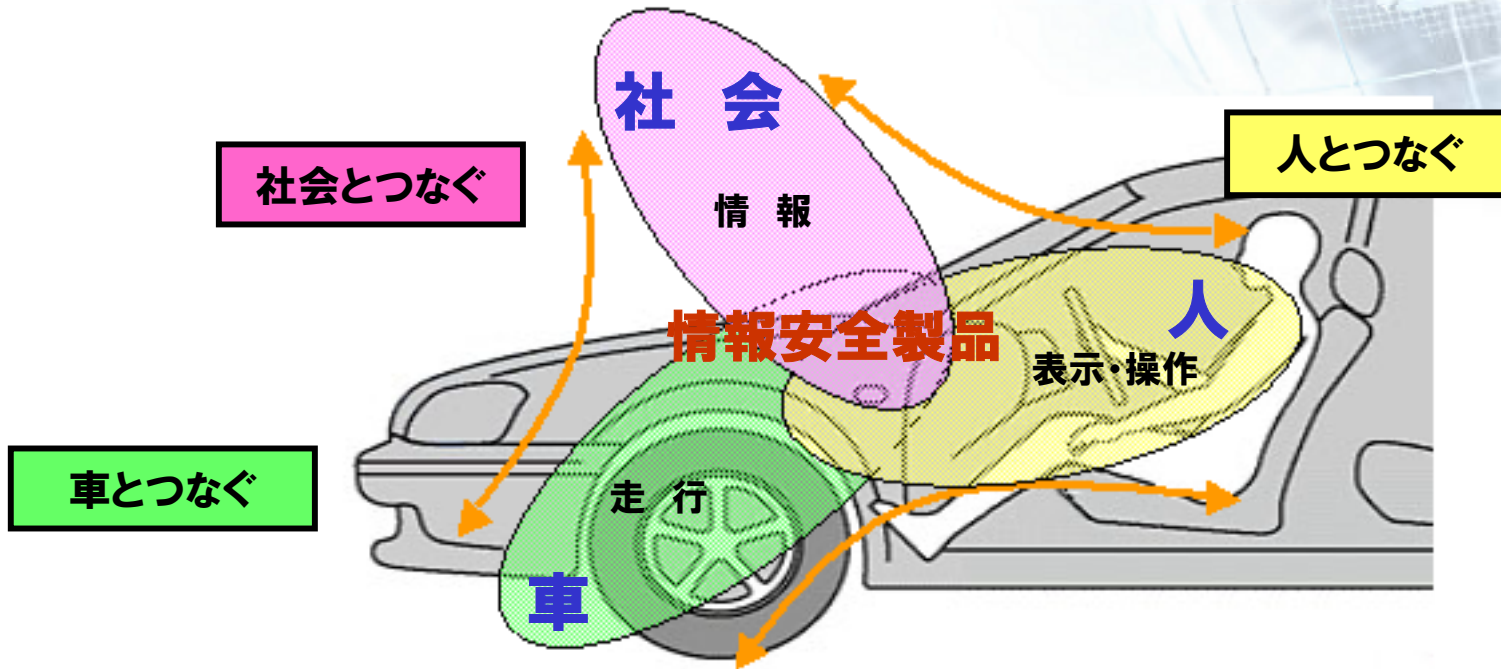 社 会
社会とつなぐ
人とつなぐ
情 報
人
情報安全製品
表示・操作
車とつなぐ
走 行
車